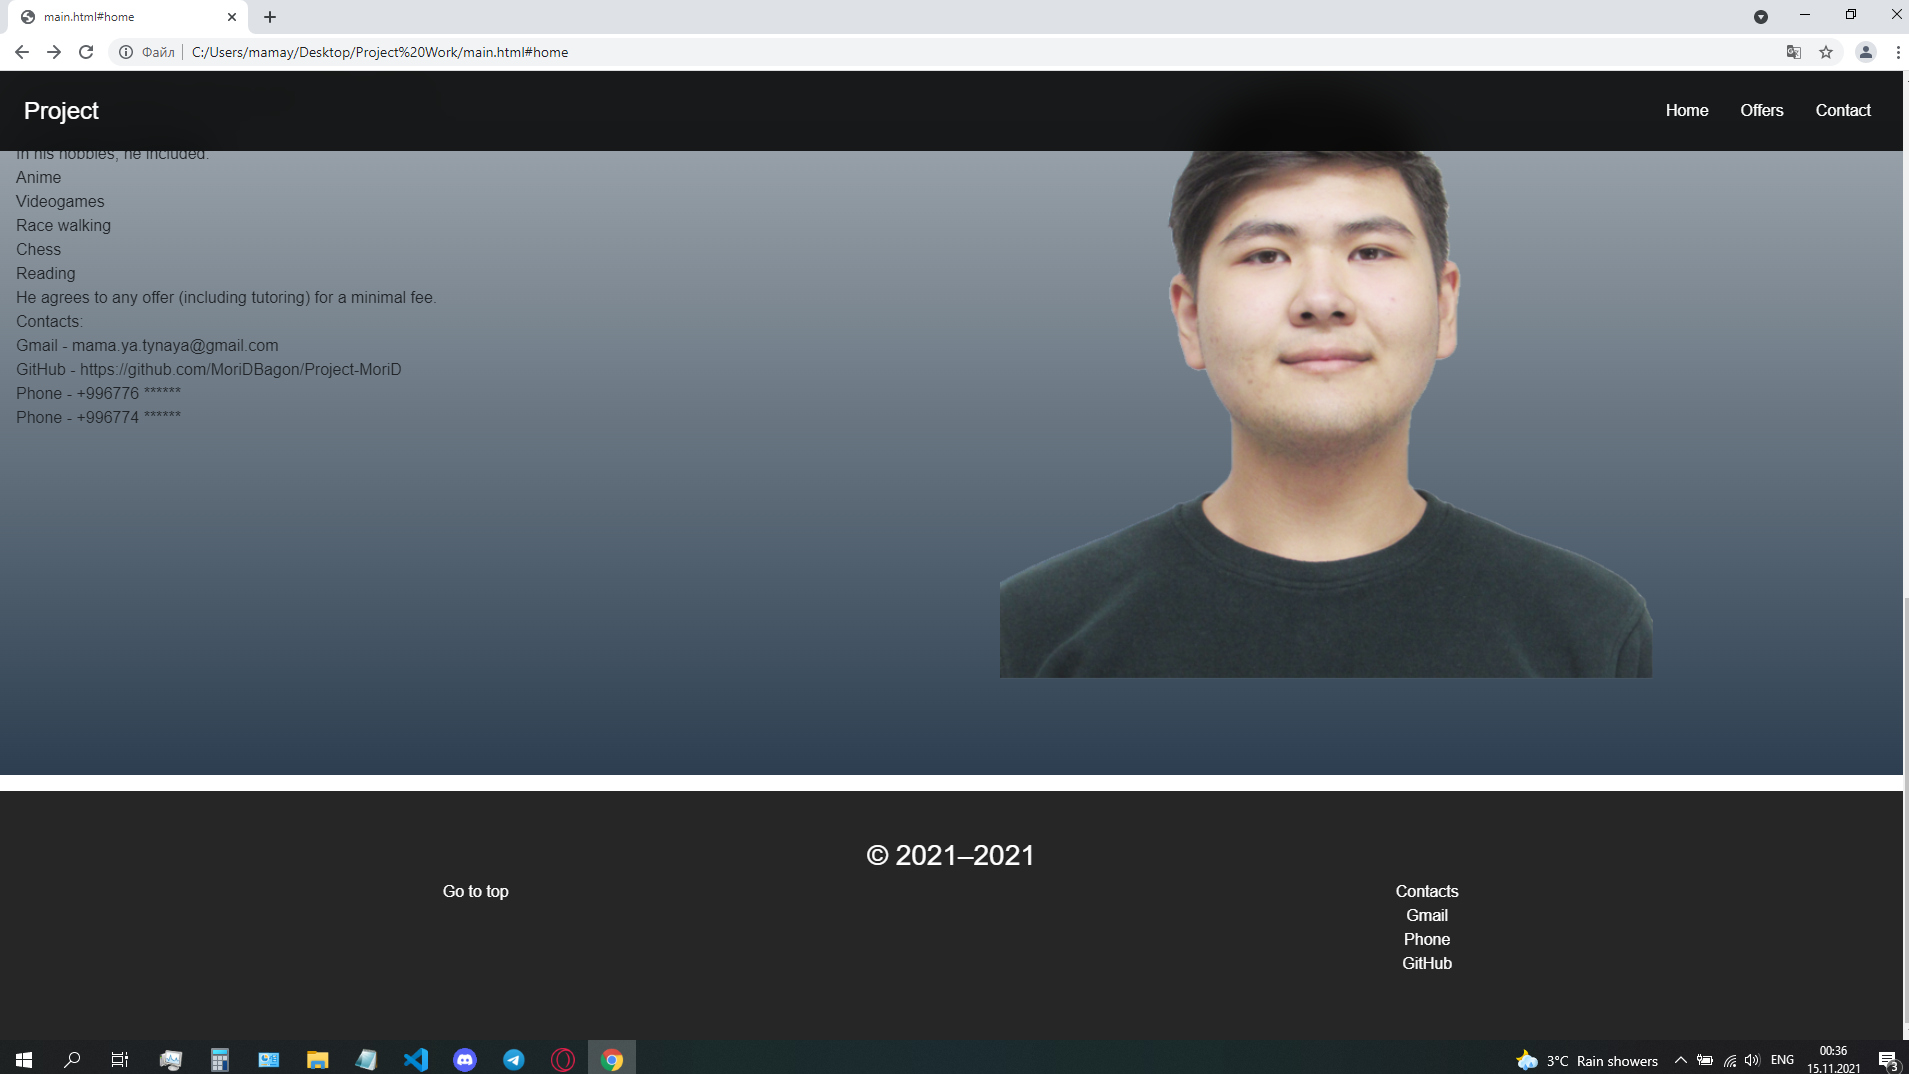 main.html#home
Файл
C:/Users/mamay/Desktop/Project%20Work/main.html#home
Project
Home
Offers
Contact
In his hobbies, he included:
Anime
Videogames
Race walking
Chess
Reading
He agrees to any offer (including tutoring) for a minimal fee.
Contacts:
Gmail - mama.ya.tynaya@gmail.com
GitHub - https://github.com/MoriDBagon/Project-MoriD
Phone - +996776 ******
Phone - +996774 ******
© 2021–2021
Go to top
Contacts
Gmail
Phone
GitHub
3°C Rain showers
ENG
00:36
15.11.2021
3